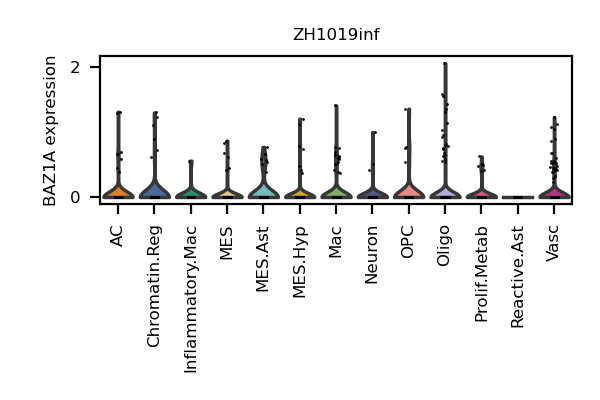 ZH1019inf
BAZ1A expression
2
0
AC
Chromatin.Reg
Inflammatory.Mac
MES
MES.Ast
MES.Hyp
Mac
Neuron
OPC
Oligo
Prolif.Metab
Reactive.Ast
Vasc